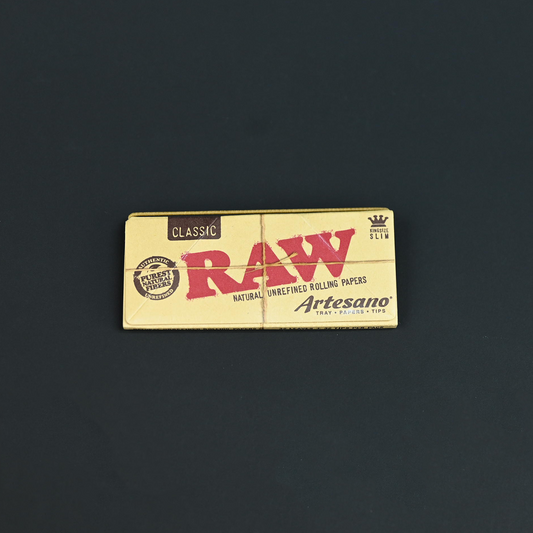 CLASSIC
KINGSIZE
SLIM
RAW
AUTHENTIC
PUREST
NATURAL
FIBERS
UNREFINED
NATURAL UNREFINED ROLLING PAPERS
Artesano®
TRAY • PAPERS • TIPS